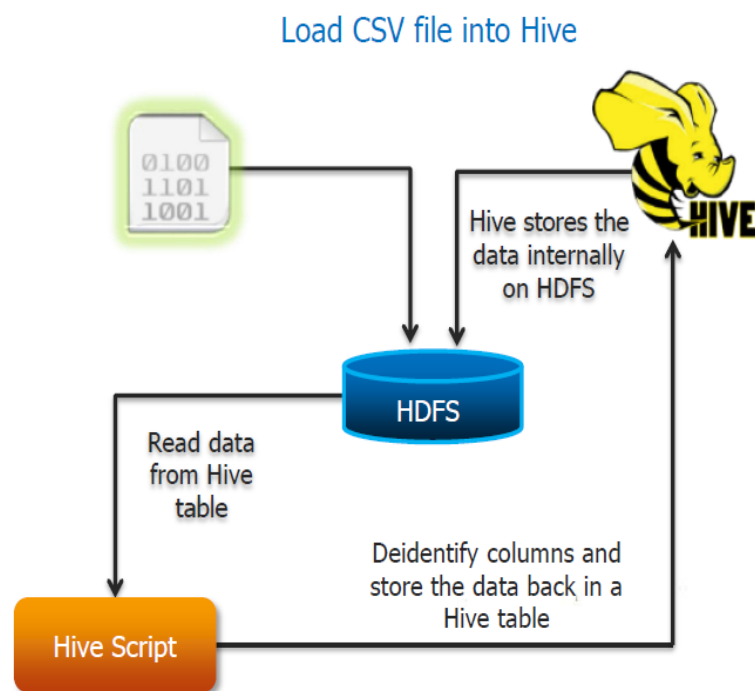 Load CSV file into Hive
0100
1101
1001
HIVE
Hive stores the
data internally
on HDFS
HDFS
Read data
from Hive
table
Deidentify columns and
store the data back in a
Hive table
Hive Script